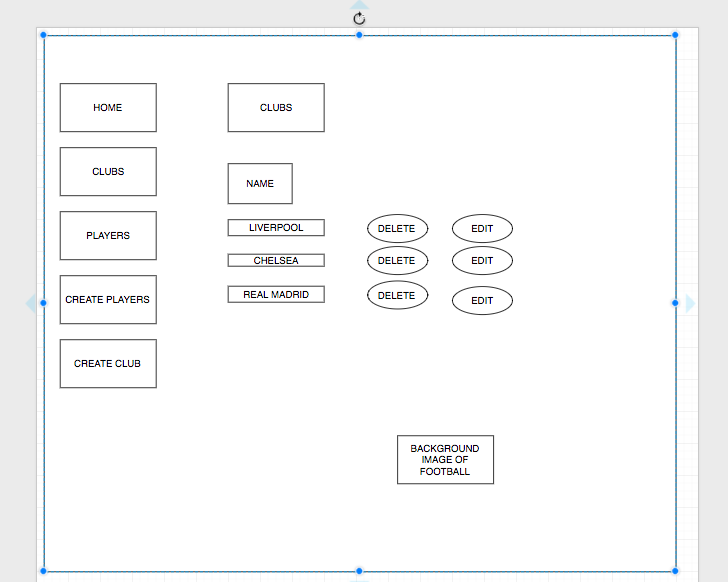 HOME
CLUBS
CLUBS
NAME
PLAYERS
LIVERPOOL DELETE EDIT
CHELSEA DELETE EDIT
REAL MADRID DELETE EDIT
CREATE PLAYERS
CREATE CLUB
BACKGROUND
IMAGE OF
FOOTBALL